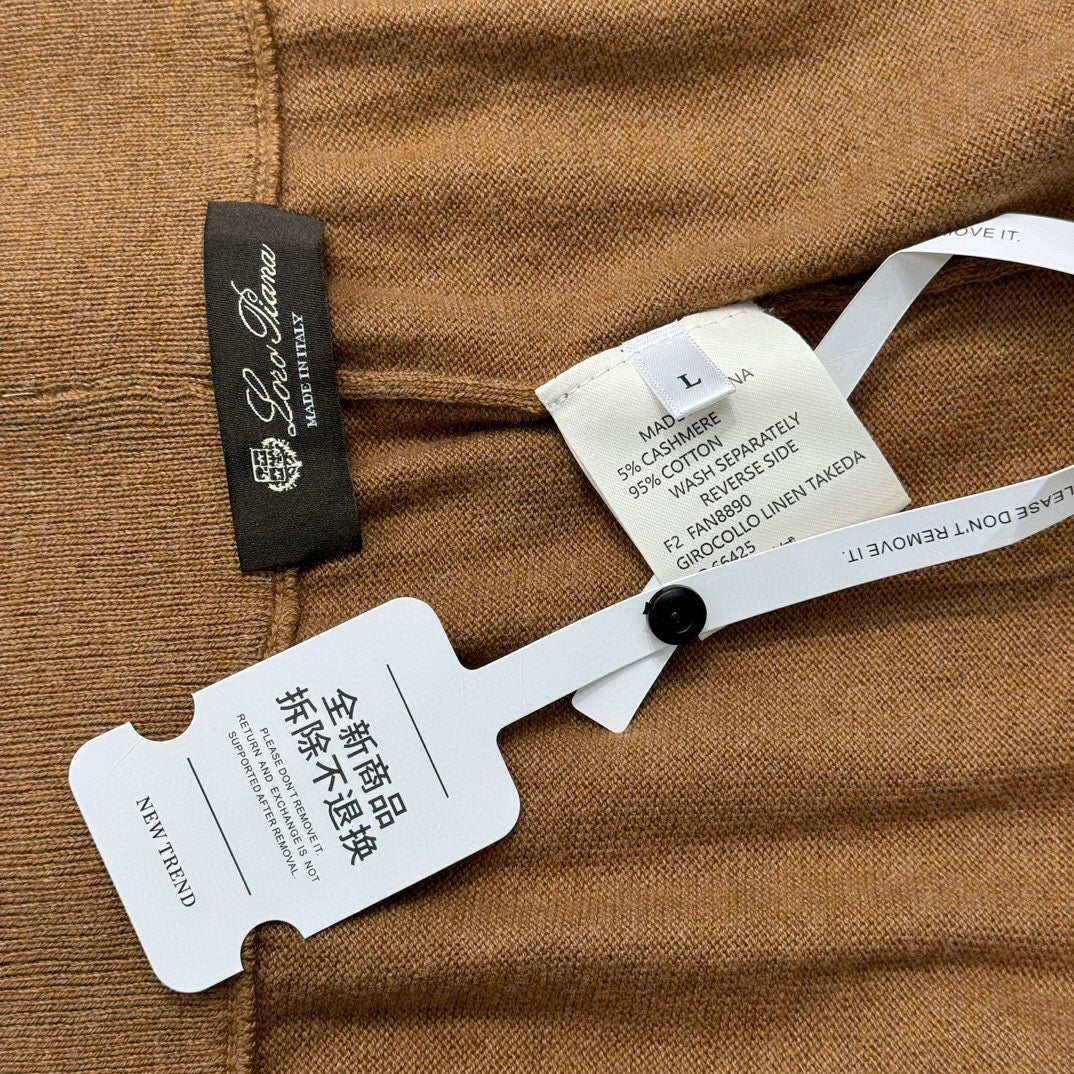 Loro Piana
MADE IN ITALY
L
NA
MAD
5% CASHMERE
95% COTTON
WASH SEPARATELY
REVERSE SIDE
F2 FAN8890
GIROCOLLO LINEN TAKEDA
66425
OVE IT.
LEASE DON'T REMOVE IT.
全新商品
拆除不退换
PLEASE DON'T REMOVE IT.
RETURN AND EXCHANGE IS NOT
SUPPORTED AFTER REMOVAL.
NEW TREND